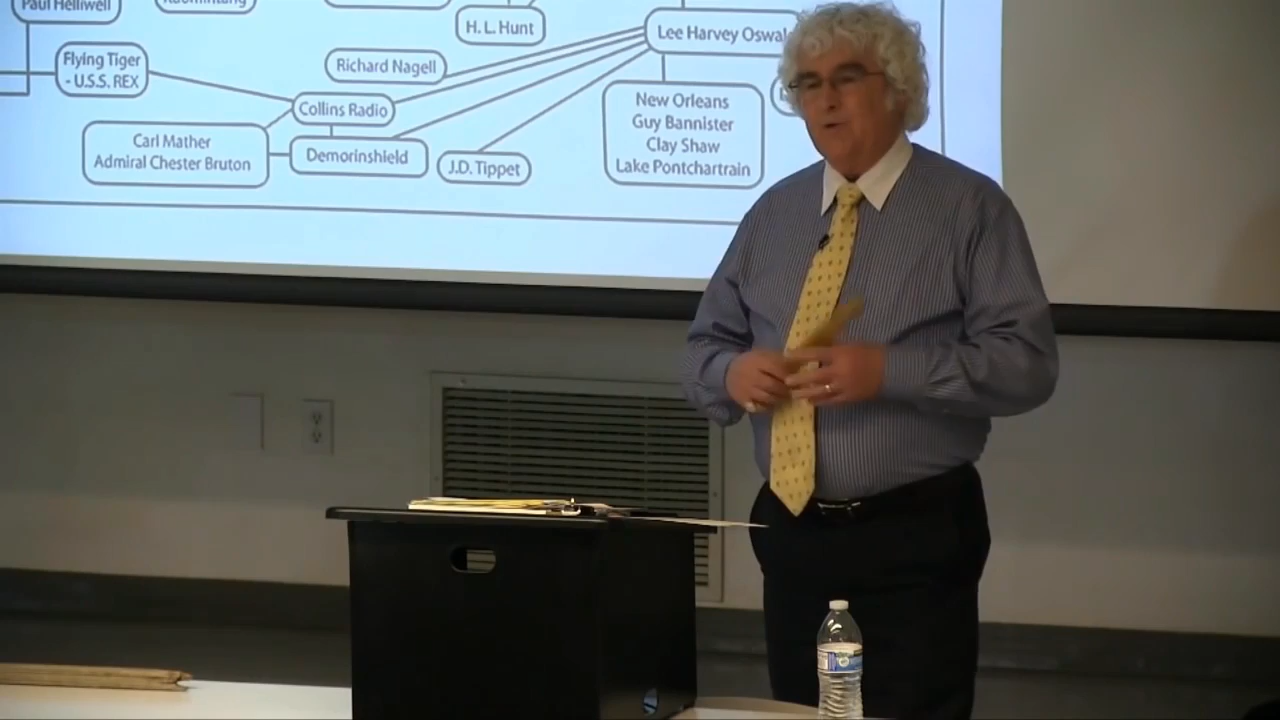 Paul Helliwell
H. L. Hunt
Lee Harvey Oswal
Flying Tiger
- U.S.S. REX
Richard Nagell
Collins Radio
New Orleans
Guy Bannister
Clay Shaw
Lake Pontchartrain
Carl Mather
Admiral Chester Bruton
Demorinshield
J.D. Tippet